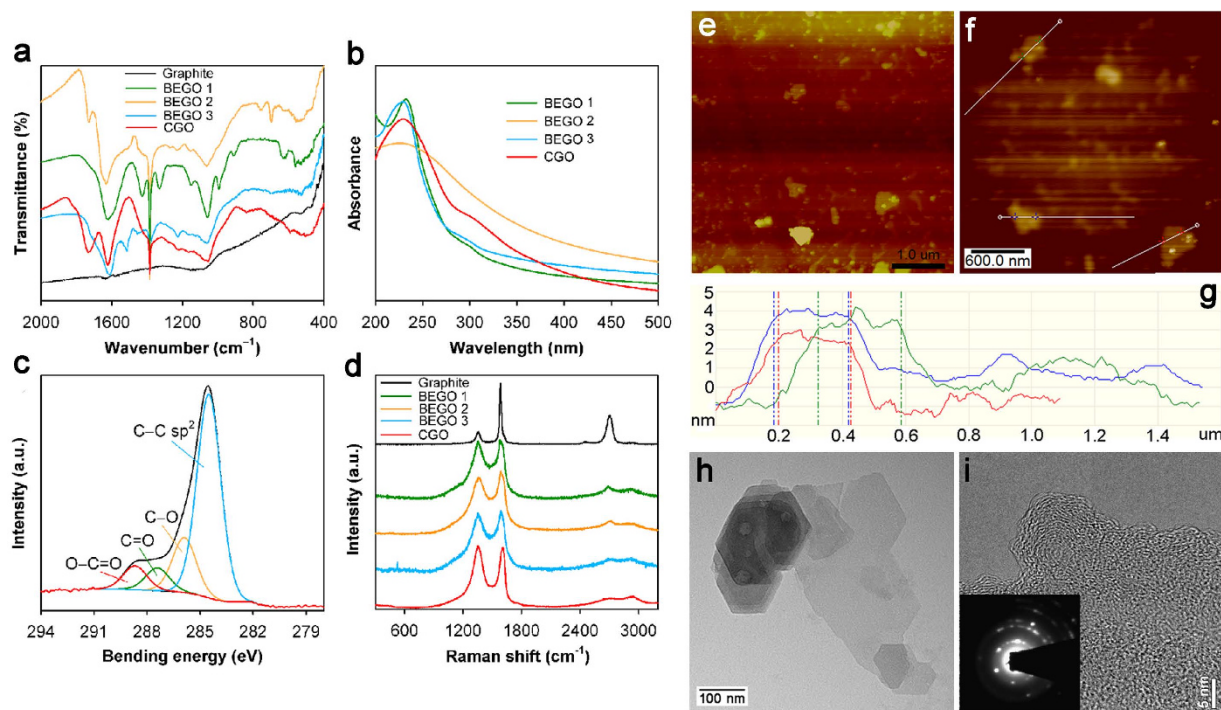 a
Graphite
BEGO 1
BEGO 2
BEGO 3
CGO
Transmittance (%)
2000 1600 1200 800 400
Wavenumber (cm⁻¹)
b
BEGO 1
BEGO 2
BEGO 3
CGO
Absorbance
200 250 300 350 400 450 500
Wavelength (nm)
c
C–C sp²
C–O
C=O
O–C=O
Intensity (a.u.)
294 291 288 285 282 279
Bending energy (eV)
d
Graphite
BEGO 1
BEGO 2
BEGO 3
CGO
Intensity (a.u.)
600 1200 1800 2400 3000
Raman shift (cm⁻¹)
e
1.0 um
f
600.0 nm
g
5
4
3
2
1
0
nm
0.2 0.4 0.6 0.8 1.0 1.2 1.4 um
h
100 nm
i
5 nm